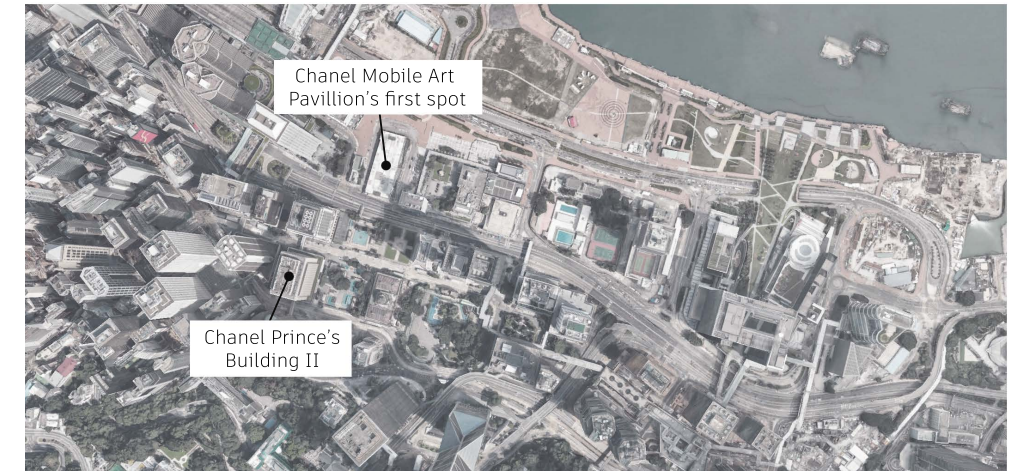 Chanel Mobile Art
Pavillion's first spot
Chanel Prince's
Building II